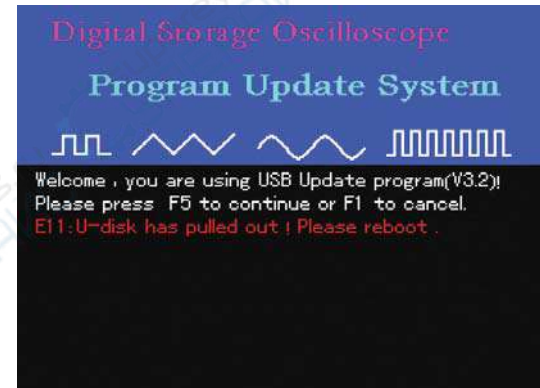 Digital Storage Oscilloscope
Program Update System
Welcome , you are using USB Update program(V3.2)!
Please press F5 to continue or F1 to cancel.
E11:U-disk has pulled out ! Please reboot .